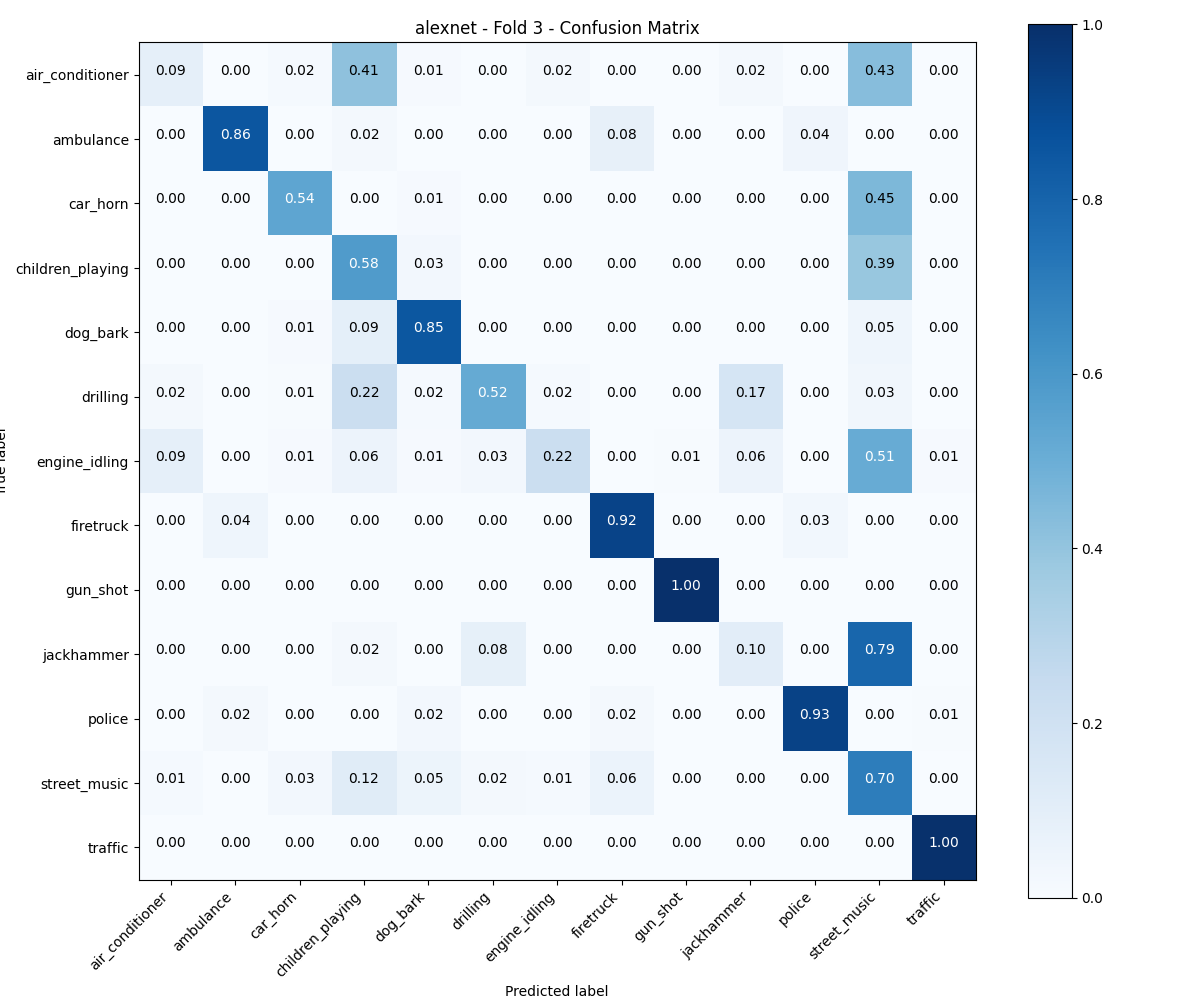 alexnet - Fold 3 - Confusion Matrix
1.0
air_conditioner 0.09 0.00 0.02 0.41 0.01 0.00 0.02 0.00 0.00 0.02 0.00 0.43 0.00
ambulance 0.00 0.86 0.00 0.02 0.00 0.00 0.00 0.08 0.00 0.00 0.04 0.00 0.00
0.8
car_horn 0.00 0.00 0.54 0.00 0.01 0.00 0.00 0.00 0.00 0.00 0.00 0.45 0.00
children_playing 0.00 0.00 0.00 0.58 0.03 0.00 0.00 0.00 0.00 0.00 0.00 0.39 0.00
dog_bark 0.00 0.00 0.01 0.09 0.85 0.00 0.00 0.00 0.00 0.00 0.00 0.05 0.00
0.6
drilling 0.02 0.00 0.01 0.22 0.02 0.52 0.02 0.00 0.00 0.17 0.00 0.03 0.00
engine_idling 0.09 0.00 0.01 0.06 0.01 0.03 0.22 0.00 0.01 0.06 0.00 0.51 0.01
firetruck 0.00 0.04 0.00 0.00 0.00 0.00 0.00 0.92 0.00 0.00 0.03 0.00 0.00
0.4
gun_shot 0.00 0.00 0.00 0.00 0.00 0.00 0.00 0.00 1.00 0.00 0.00 0.00 0.00
jackhammer 0.00 0.00 0.00 0.02 0.00 0.08 0.00 0.00 0.00 0.10 0.00 0.79 0.00
police 0.00 0.02 0.00 0.00 0.02 0.00 0.00 0.02 0.00 0.00 0.93 0.00 0.01
0.2
street_music 0.01 0.00 0.03 0.12 0.05 0.02 0.01 0.06 0.00 0.00 0.00 0.70 0.00
traffic 0.00 0.00 0.00 0.00 0.00 0.00 0.00 0.00 0.00 0.00 0.00 0.00 1.00
0.0
air_conditioner ambulance car_horn children_playing dog_bark drilling engine_idling firetruck gun_shot jackhammer police street_music traffic
Predicted label